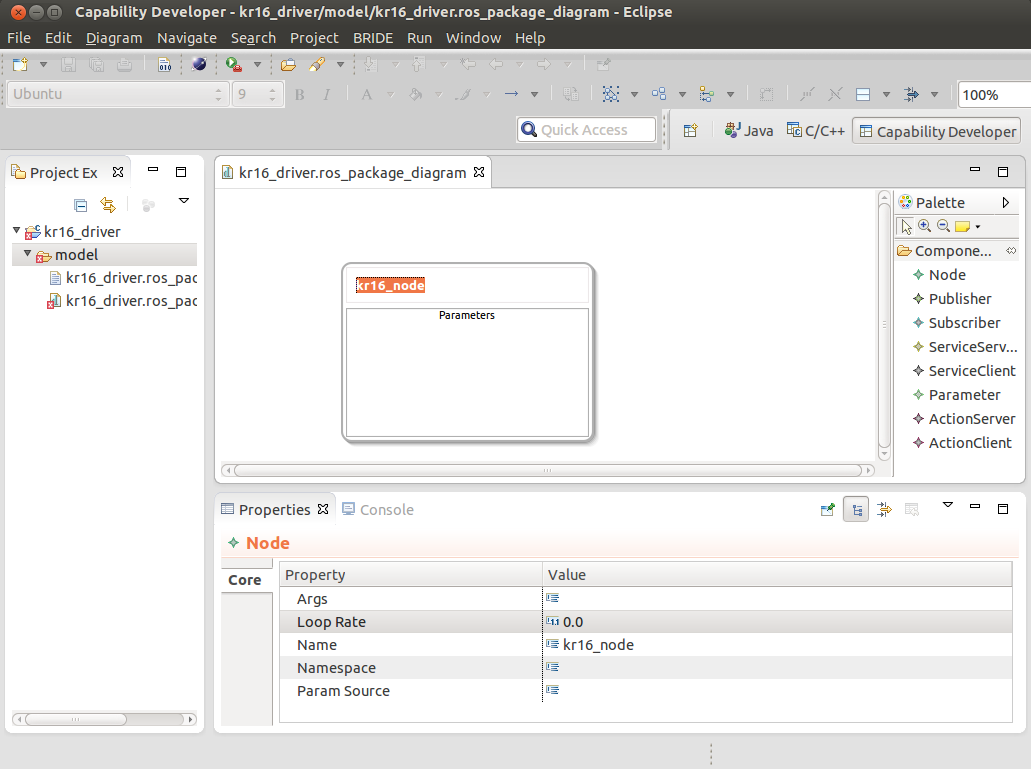 Capability Developer - kr16_driver/model/kr16_driver.ros_package_diagram - Eclipse
File Edit Diagram Navigate Search Project BRIDE Run Window Help
010
Ubuntu 9 B I A 100%
Quick Access Java C/C++ Capability Developer
Project Ex
kr16_driver.ros_package_diagram
kr16_driver
model
kr16_driver.ros_pac
kr16_driver.ros_pac
kr16_node
Parameters
Palette
Compone...
Node
Publisher
Subscriber
ServiceServ...
ServiceClient
Parameter
ActionServer
ActionClient
Properties Console
Node
Core
Property Value
Args
Loop Rate 1.1 0.0
Name kr16_node
Namespace
Param Source